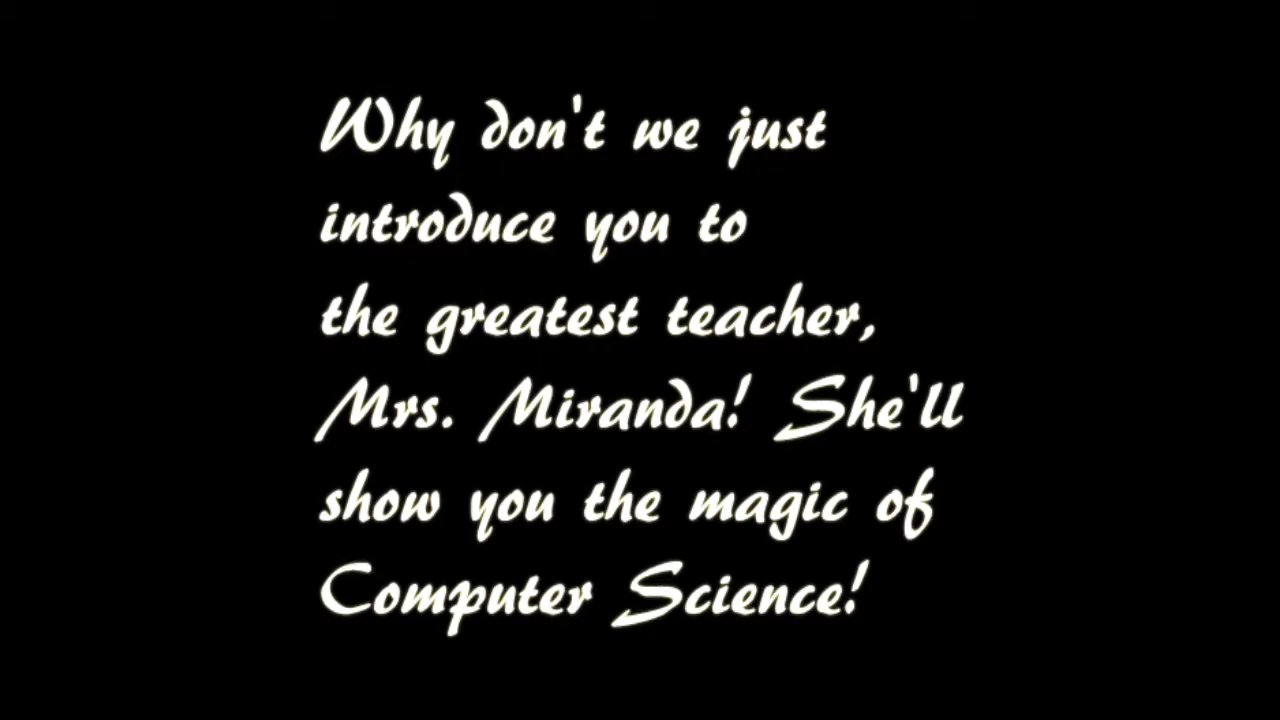 Why don't we just
introduce you to
the greatest teacher,
Mrs. Miranda! She'll
show you the magic of
Computer Science!